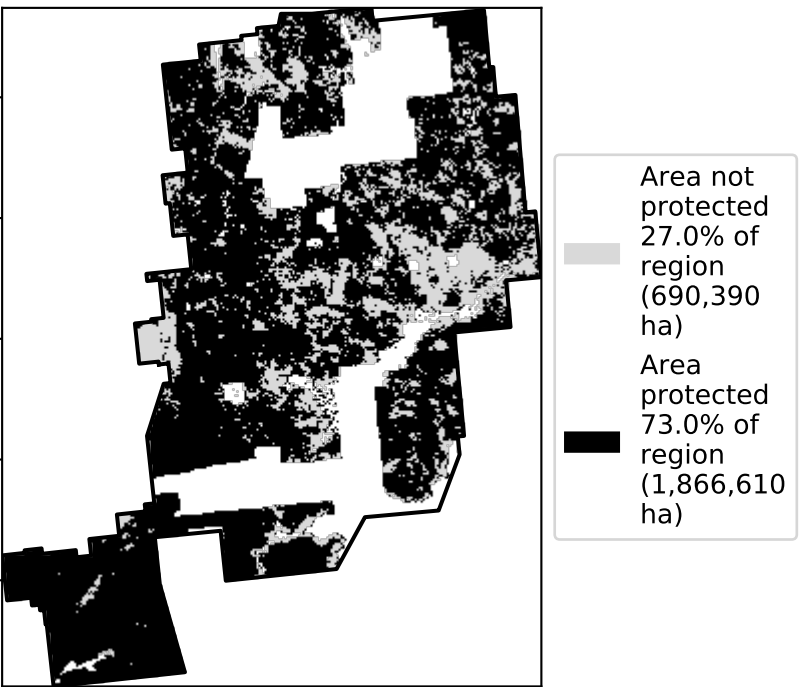 Area not
protected
27.0% of
region
(690,390
ha)
Area
protected
73.0% of
region
(1,866,610
ha)